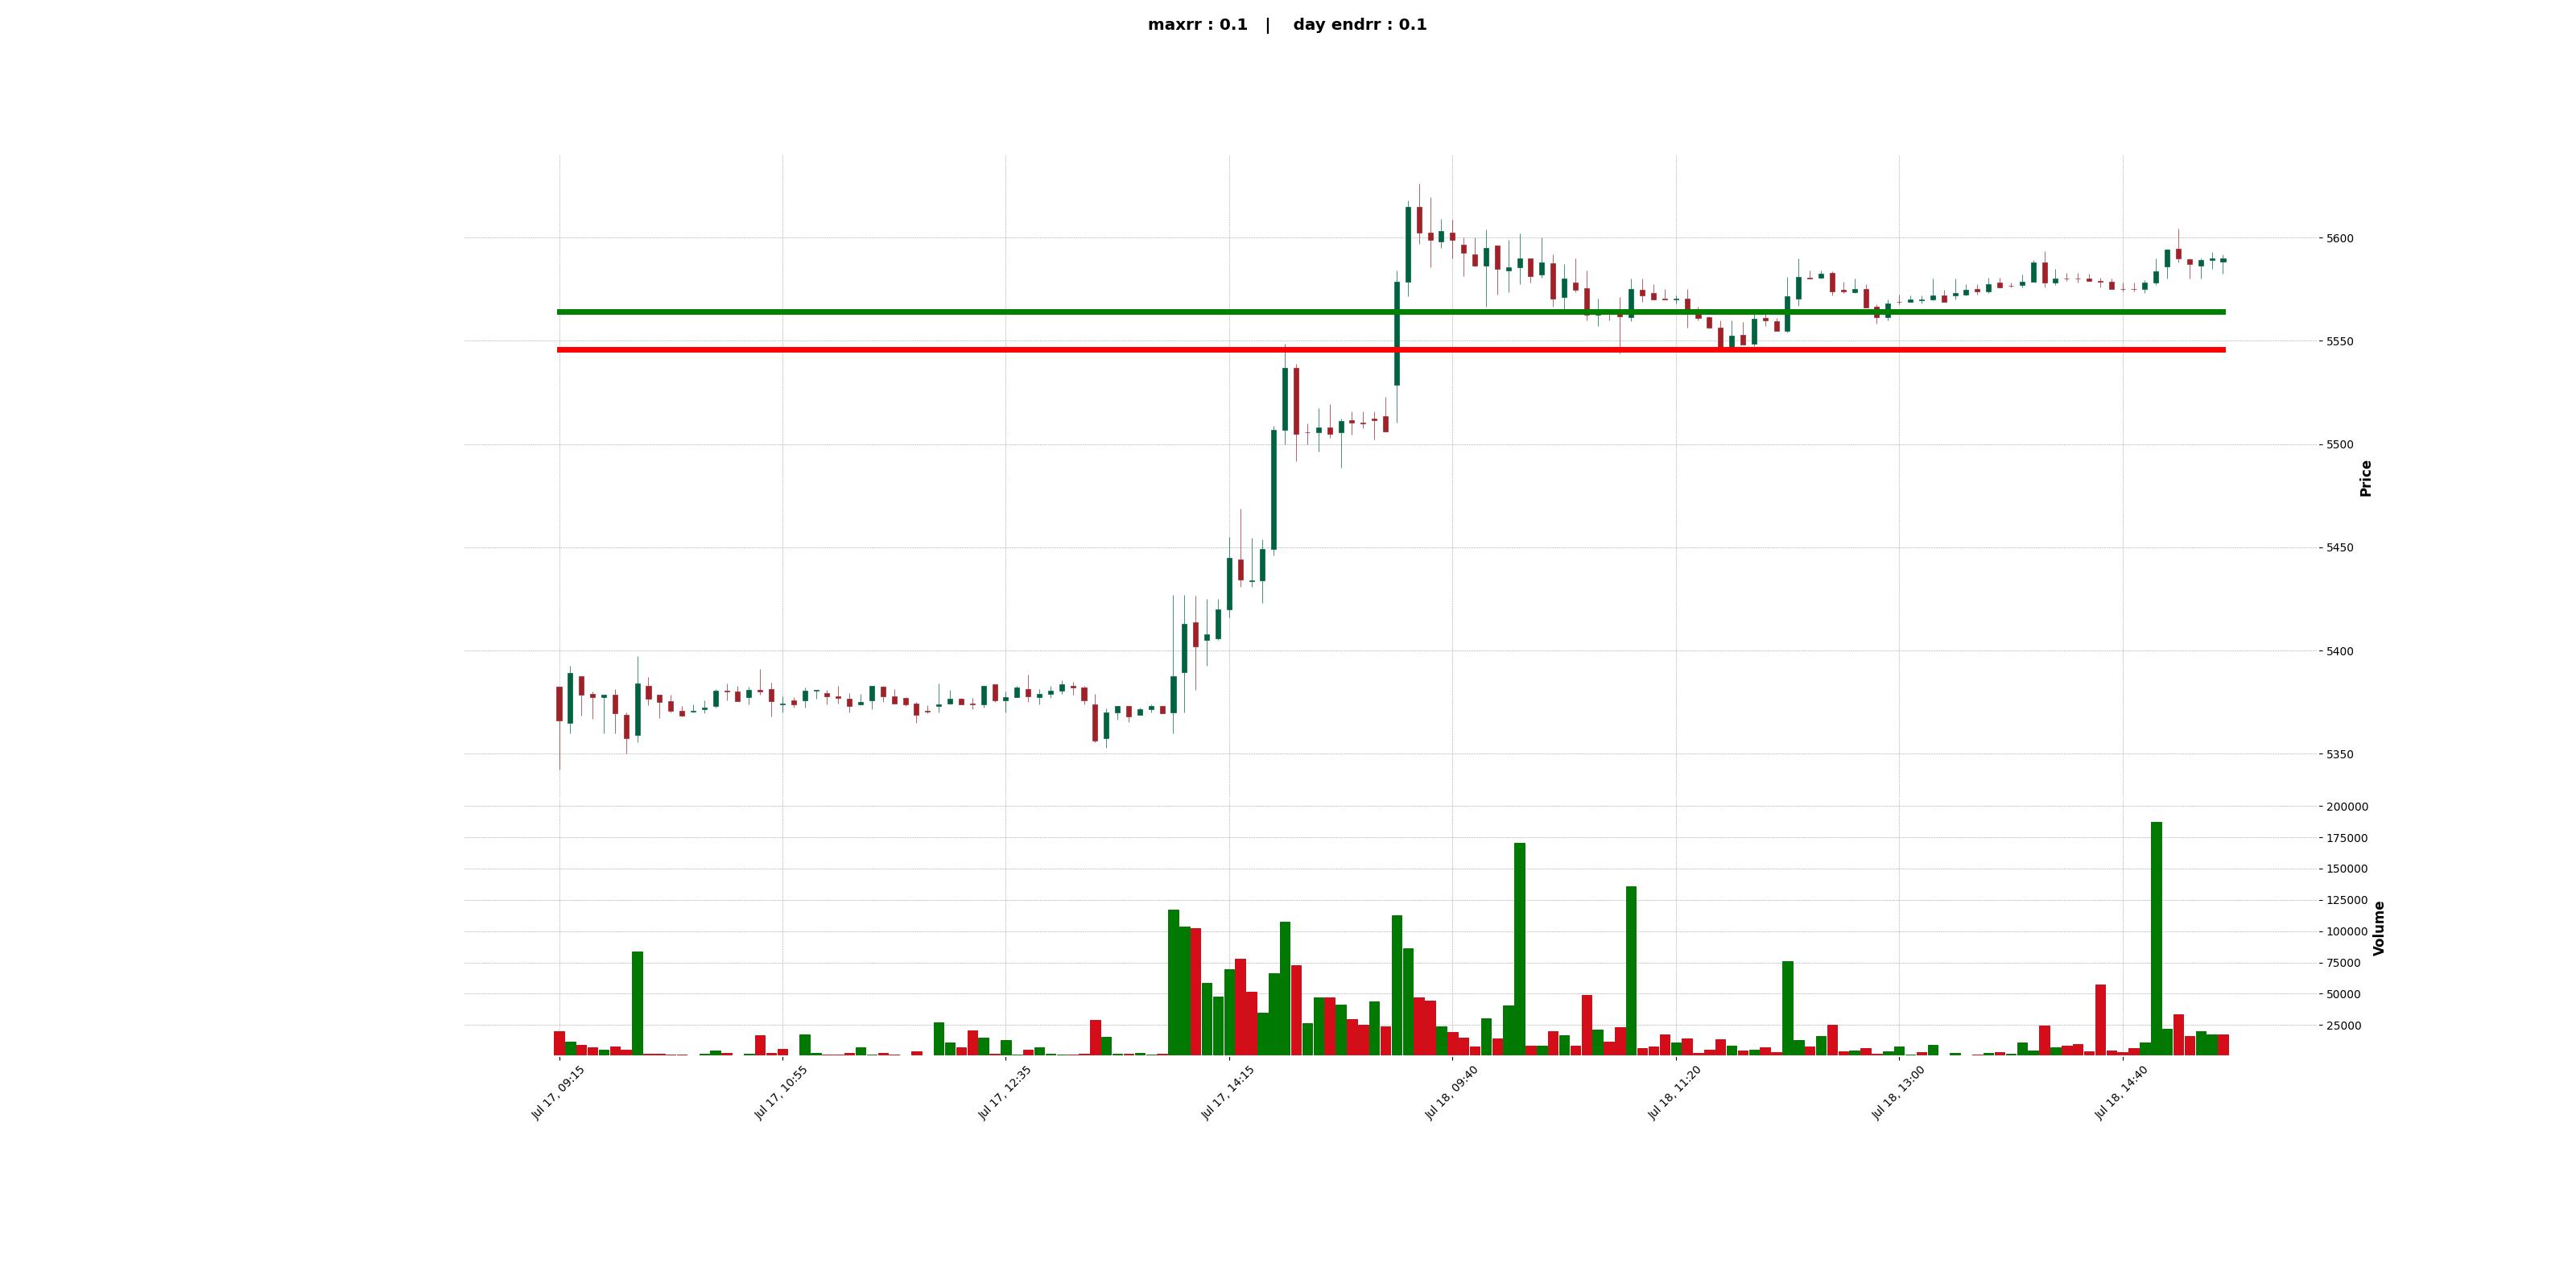 maxrr : 0.1   |    day endrr : 0.1
5600
5550
5500
5450
5400
5350
Price
200000
175000
150000
125000
100000
75000
50000
25000
Volume
Jul 17, 09:15
Jul 17, 10:55
Jul 17, 12:35
Jul 17, 14:15
Jul 18, 09:40
Jul 18, 11:20
Jul 18, 13:00
Jul 18, 14:40